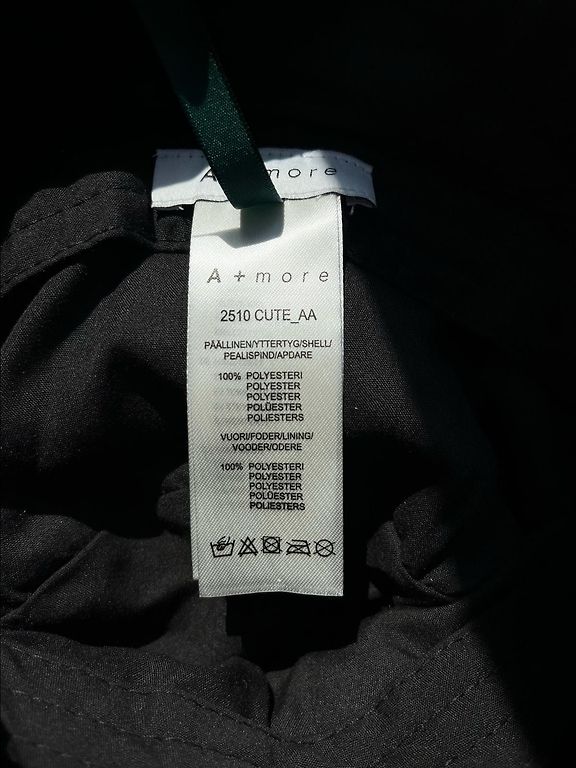 A + more
A + more
2510 CUTE_AA
PÄÄLLINEN/YTTERTYG/SHELL/
PEALISPIND/APDARE
100% POLYESTERI
POLYESTER
POLYESTER
POLÜESTER
POLIESTERS
VUORI/FODER/LINING/
VOODER/ODERE
100% POLYESTERI
POLYESTER
POLYESTER
POLÜESTER
POLIESTERS